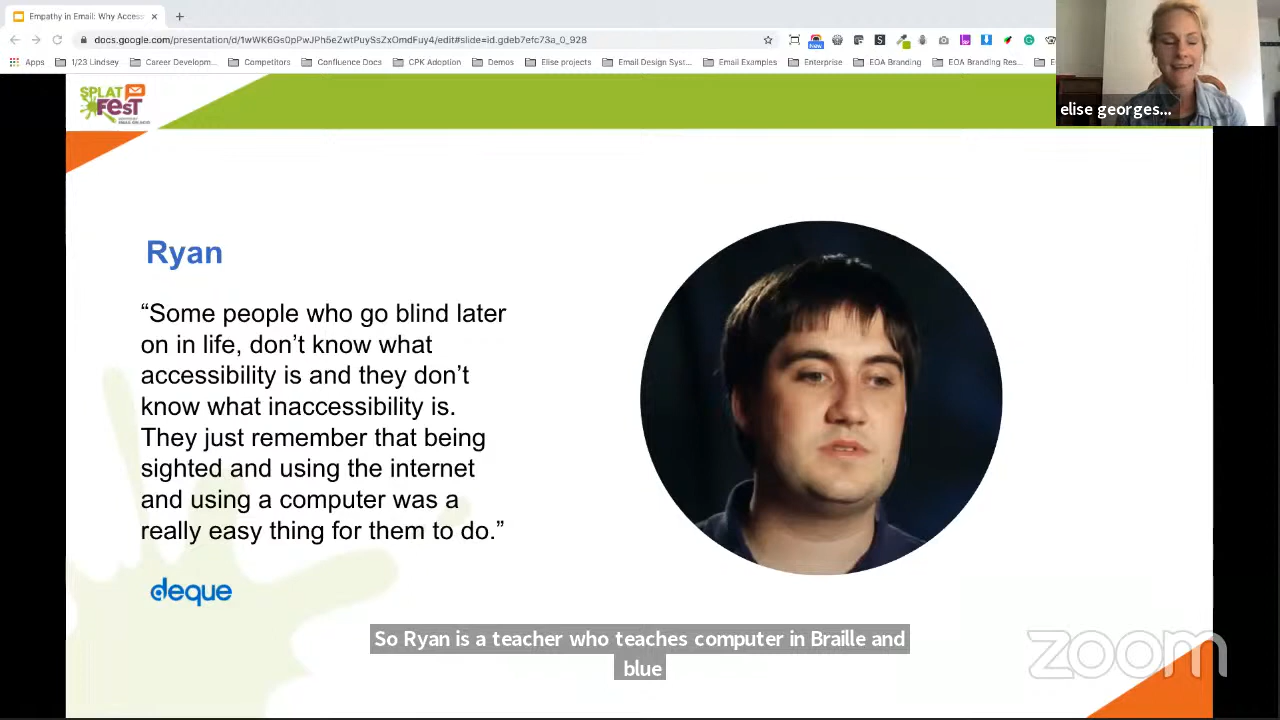 Empathy in Email: Why Access
docs.google.com/presentation/d/1wWK6Gs0pPwJPh5eZwtPuySsZxOmdFuy4/edit#slide=id.gdeb7efc73a_0_928
New
Apps 1/23 Lindsey Career Developm... Competitors Confluence Docs CPK Adoption Demos Elise projects Email Design Syst... Email Examples Enterprise EOA Branding EOA Branding Res...
elise georges...
SPLAT
FEST
Ryan
“Some people who go blind later
on in life, don’t know what
accessibility is and they don’t
know what inaccessibility is.
They just remember that being
sighted and using the internet
and using a computer was a
really easy thing for them to do.”
deque
So Ryan is a teacher who teaches computer in Braille and
blue
zoom